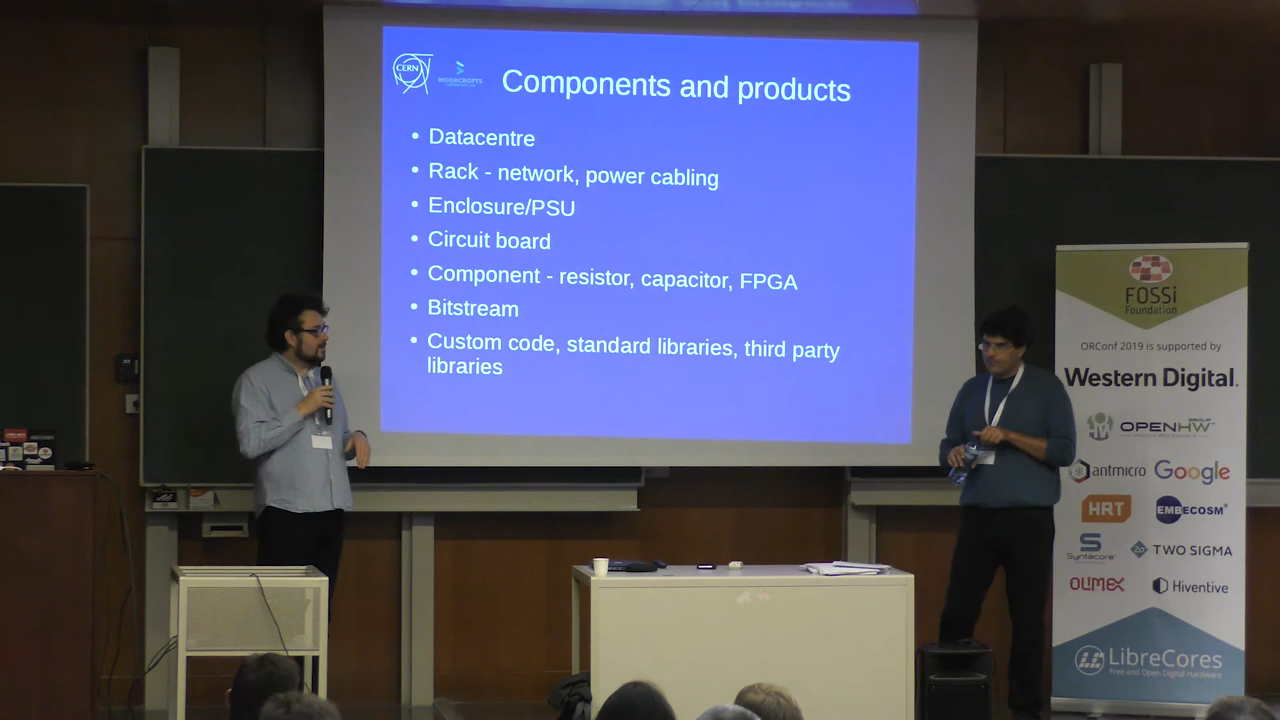 CERN
MOORCROFTS
Components and products
• Datacentre
• Rack - network, power cabling
• Enclosure/PSU
• Circuit board
• Component - resistor, capacitor, FPGA
• Bitstream
• Custom code, standard libraries, third party
libraries
FOSSi
Foundation
ORConf 2019 is supported by
Western Digital.
OPENHW GROUP
antmicro Google
HRT EMBECOSM®
Syntacore TWO SIGMA
OLIMEX Hiventive
LibreCores
Free and Open Digital Hardware